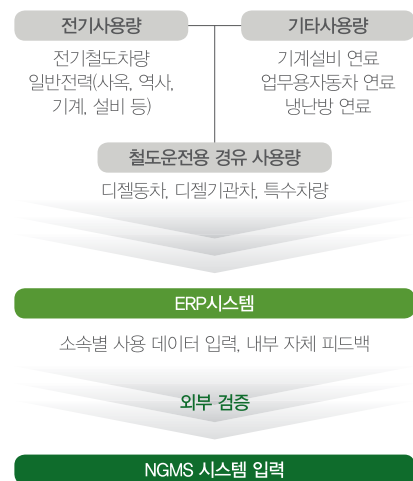 전기사용량
전기철도차량
일반전력(사옥, 역사,
기계, 설비 등)
기타사용량
기계설비 연료
업무용자동차 연료
냉난방 연료
철도운전용 경유 사용량
디젤동차, 디젤기관차, 특수차량
ERP시스템
소속별 사용 데이터 입력, 내부 자체 피드백
외부 검증
NGMS 시스템 입력